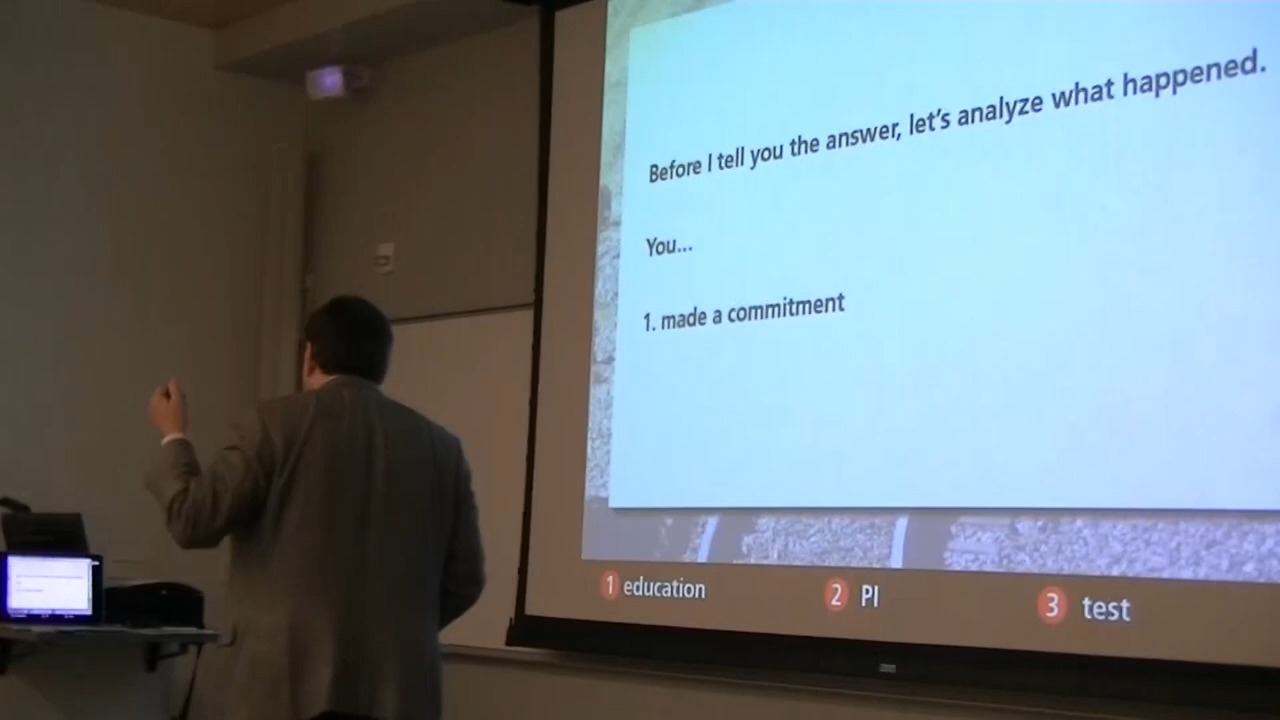 Before I tell you the answer, let's analyze what happened.
You...
1. made a commitment
1 education
2 PI
3 test